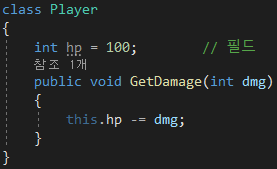 class Player
{
    int hp = 100;          // 필드
    참조 1개
    public void GetDamage(int dmg)
    {
        this.hp -= dmg;
    }
}